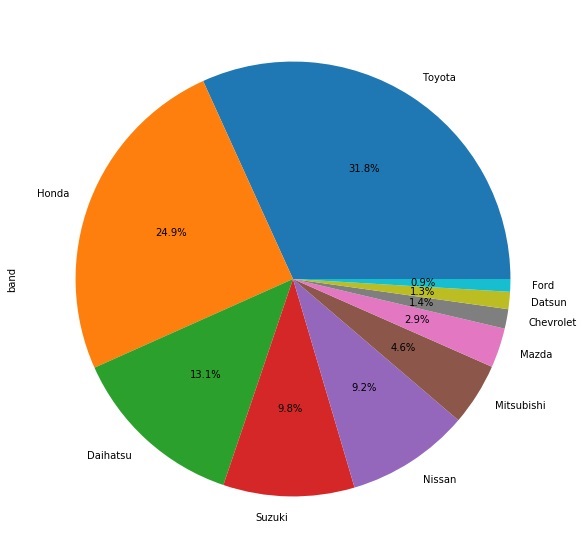 Toyota
31.8%
Honda
24.9%
band
0.9%
Ford
1.3%
Datsun
1.4%
Chevrolet
2.9%
Mazda
4.6%
Mitsubishi
13.1%
9.2%
9.8%
Daihatsu
Nissan
Suzuki